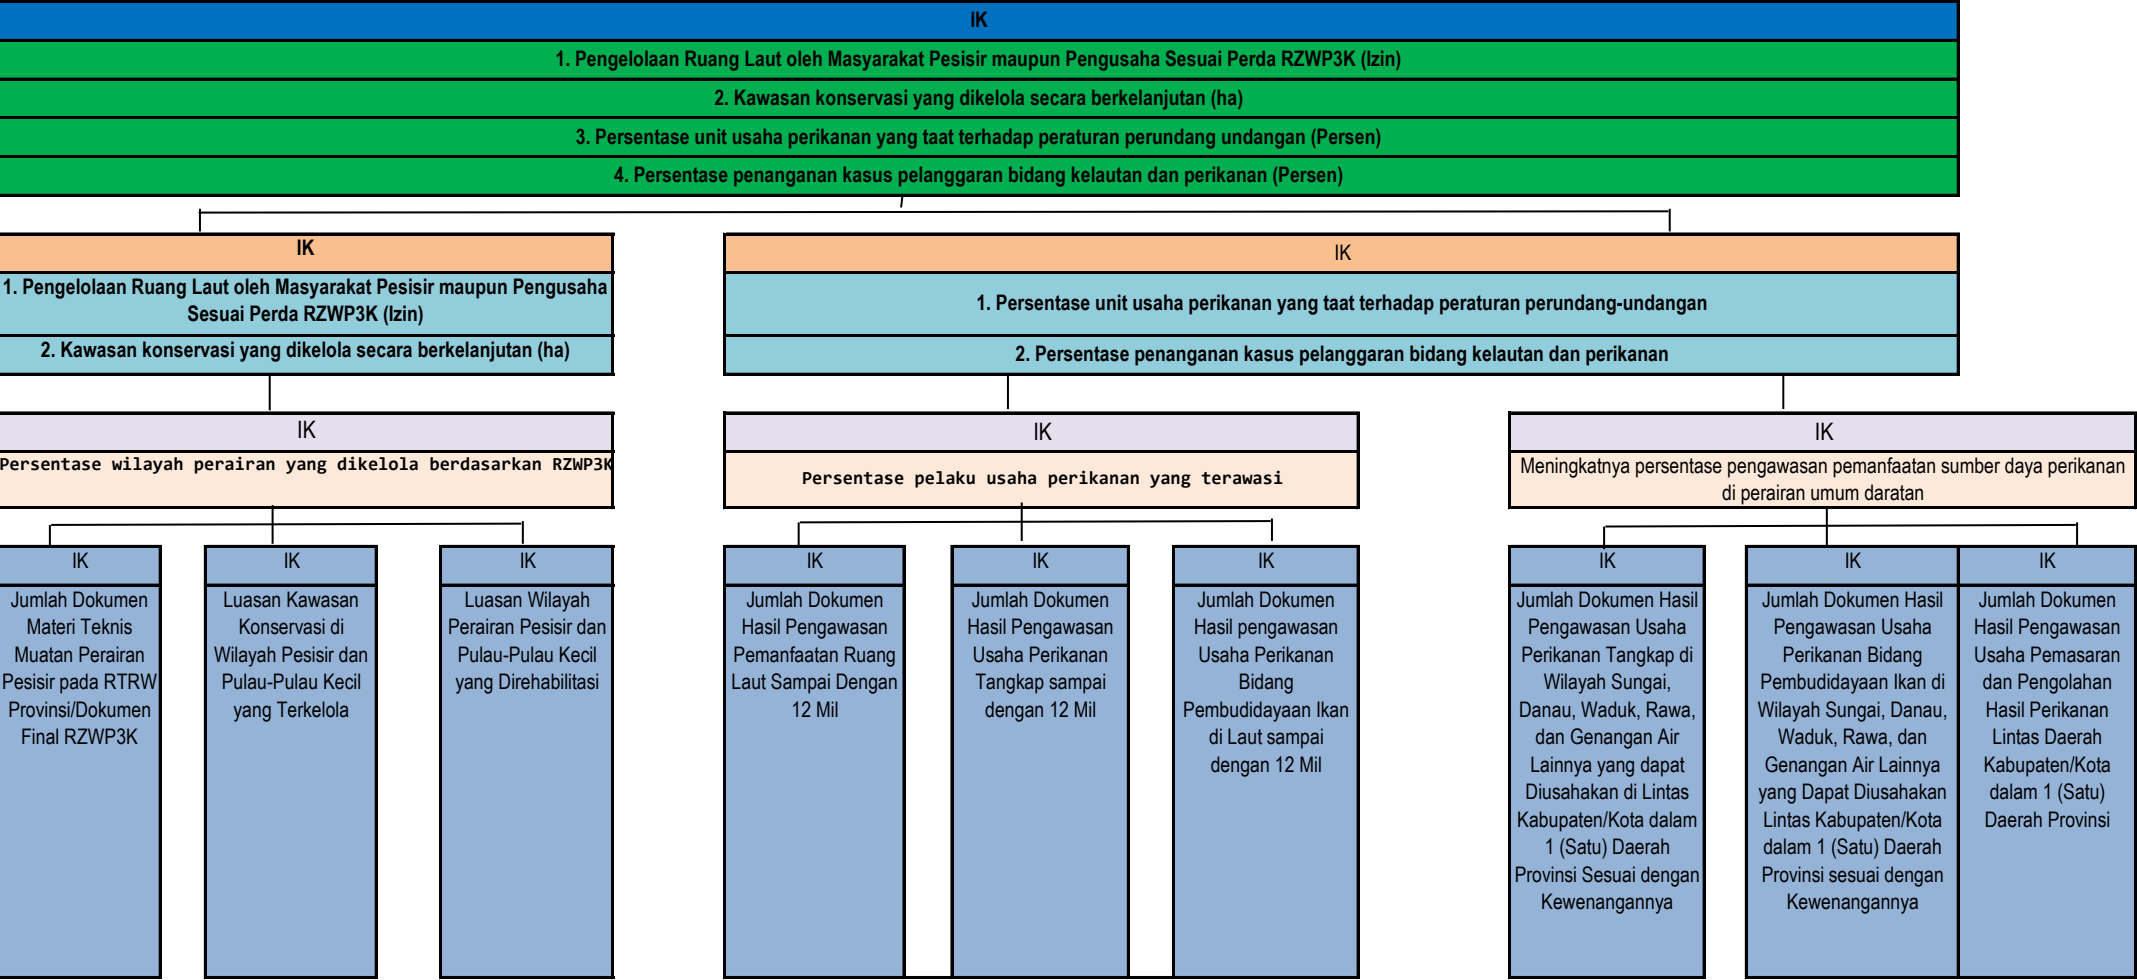 IK
1. Pengelolaan Ruang Laut oleh Masyarakat Pesisir maupun Pengusaha Sesuai Perda RZWP3K (Izin)
2. Kawasan konservasi yang dikelola secara berkelanjutan (ha)
3. Persentase unit usaha perikanan yang taat terhadap peraturan perundang undangan (Persen)
4. Persentase penanganan kasus pelanggaran bidang kelautan dan perikanan (Persen)
IK
1. Pengelolaan Ruang Laut oleh Masyarakat Pesisir maupun Pengusaha
Sesuai Perda RZWP3K (Izin)
2. Kawasan konservasi yang dikelola secara berkelanjutan (ha)
IK
1. Persentase unit usaha perikanan yang taat terhadap peraturan perundang-undangan
2. Persentase penanganan kasus pelanggaran bidang kelautan dan perikanan
IK
Persentase wilayah perairan yang dikelola berdasarkan RZWP3K
IK
Persentase pelaku usaha perikanan yang terawasi
IK
Meningkatnya persentase pengawasan pemanfaatan sumber daya perikanan
di perairan umum daratan
IK
Jumlah Dokumen
Materi Teknis
Muatan Perairan
Pesisir pada RTRW
Provinsi/Dokumen
Final RZWP3K
IK
Luasan Kawasan
Konservasi di
Wilayah Pesisir dan
Pulau-Pulau Kecil
yang Terkelola
IK
Luasan Wilayah
Perairan Pesisir dan
Pulau-Pulau Kecil
yang Direhabilitasi
IK
Jumlah Dokumen
Hasil Pengawasan
Pemanfaatan Ruang
Laut Sampai Dengan
12 Mil
IK
Jumlah Dokumen
Hasil Pengawasan
Usaha Perikanan
Tangkap sampai
dengan 12 Mil
IK
Jumlah Dokumen
Hasil pengawasan
Usaha Perikanan
Bidang
Pembudidayaan Ikan
di Laut sampai
dengan 12 Mil
IK
Jumlah Dokumen Hasil
Pengawasan Usaha
Perikanan Tangkap di
Wilayah Sungai,
Danau, Waduk, Rawa,
dan Genangan Air
Lainnya yang dapat
Diusahakan di Lintas
Kabupaten/Kota dalam
1 (Satu) Daerah
Provinsi Sesuai dengan
Kewenangannya
IK
Jumlah Dokumen Hasil
Pengawasan Usaha
Perikanan Bidang
Pembudidayaan Ikan di
Wilayah Sungai, Danau,
Waduk, Rawa, dan
Genangan Air Lainnya
yang Dapat Diusahakan
Lintas Kabupaten/Kota
dalam 1 (Satu) Daerah
Provinsi sesuai dengan
Kewenangannya
IK
Jumlah Dokumen
Hasil Pengawasan
Usaha Pemasaran
dan Pengolahan
Hasil Perikanan
Lintas Daerah
Kabupaten/Kota
dalam 1 (Satu)
Daerah Provinsi